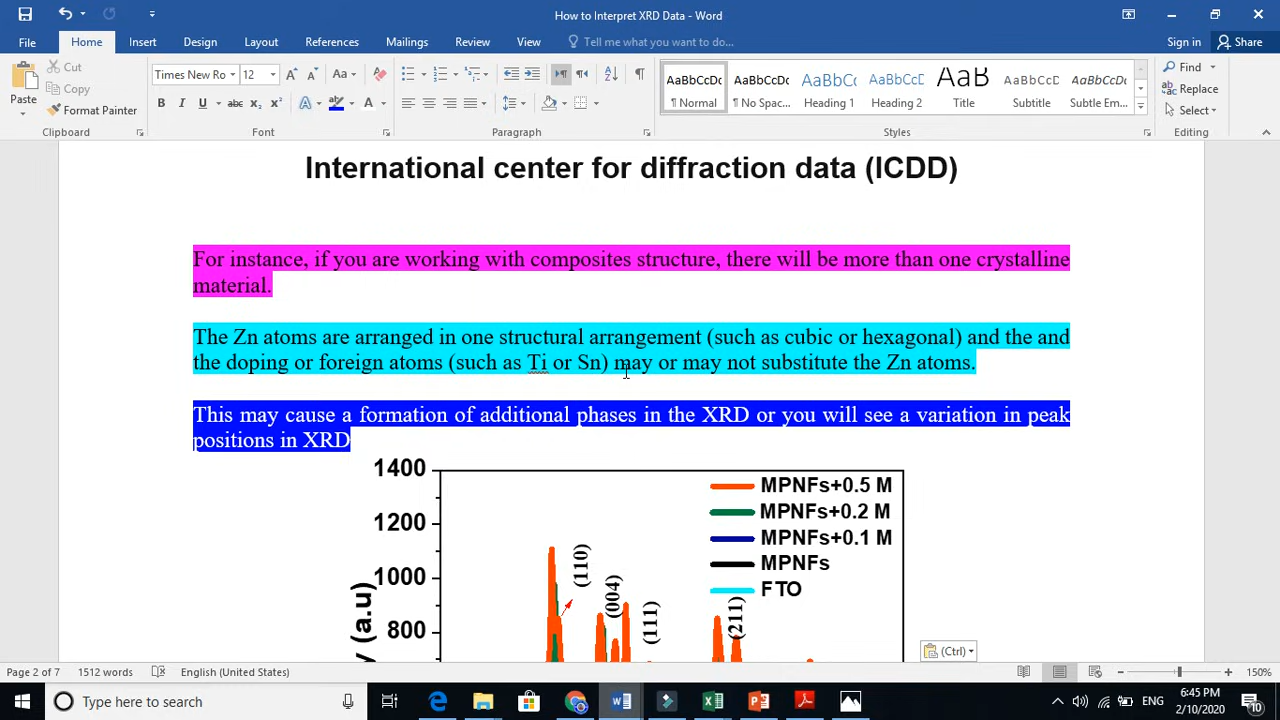 How to Interpret XRD Data - Word
File Home Insert Design Layout References Mailings Review View Tell me what you want to do... Sign in Share
Cut
Copy
Format Painter
Paste
Times New Ro 12
Aa
B I U abc x₂ x²
AaBbCcDc AaBbCcDc AaBbCc AaBbCcE AaB AaBbCcD AaBbCcD
¶ Normal ¶ No Spac... Heading 1 Heading 2 Title Subtitle Subtle Em...
Find
Replace
Select
Clipboard Font Paragraph Styles Editing
International center for diffraction data (ICDD)
For instance, if you are working with composites structure, there will be more than one crystalline
material.
The Zn atoms are arranged in one structural arrangement (such as cubic or hexagonal) and the and
the doping or foreign atoms (such as Ti or Sn) may or may not substitute the Zn atoms.
This may cause a formation of additional phases in the XRD or you will see a variation in peak
positions in XRD
1400
1200
1000
800
y (a.u)
(110)
(004)
(111)
(211)
MPNFs+0.5 M
MPNFs+0.2 M
MPNFs+0.1 M
MPNFs
FTO
(Ctrl)
Page 2 of 7 1512 words English (United States) 150%
Type here to search
ENG
6:45 PM
2/10/2020
10